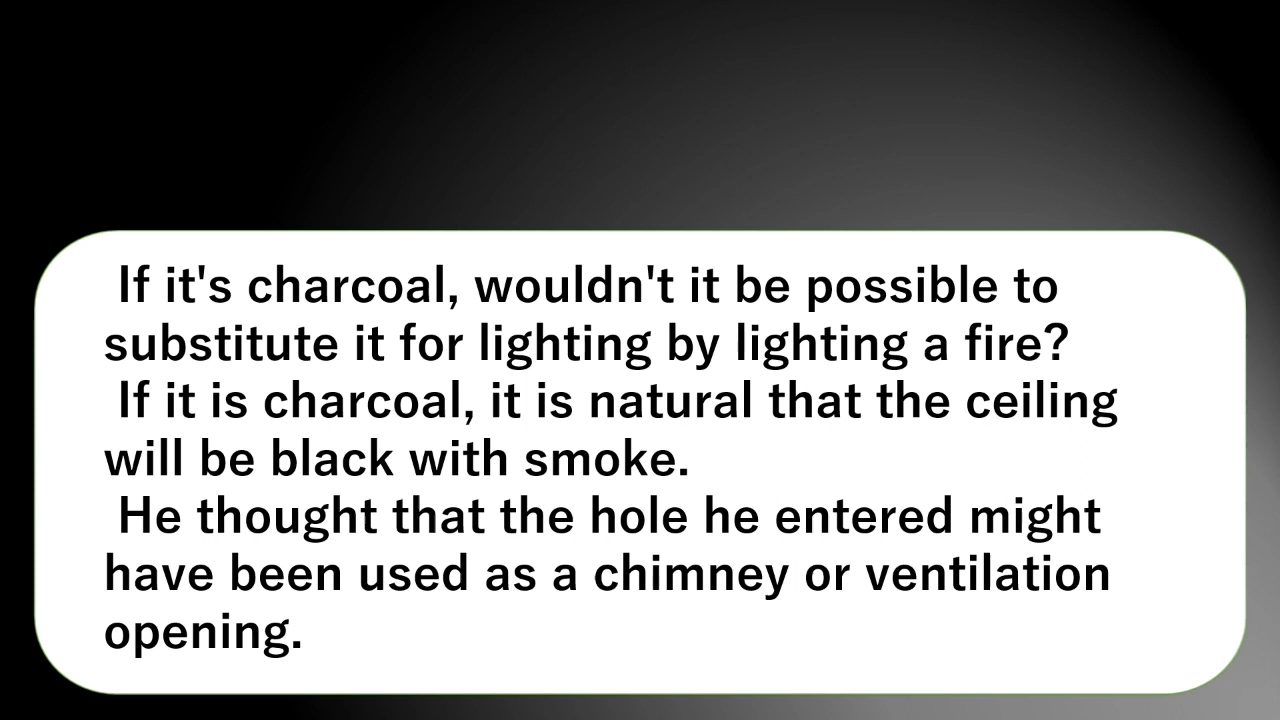 If it's charcoal, wouldn't it be possible to
substitute it for lighting by lighting a fire?
If it is charcoal, it is natural that the ceiling
will be black with smoke.
He thought that the hole he entered might
have been used as a chimney or ventilation
opening.